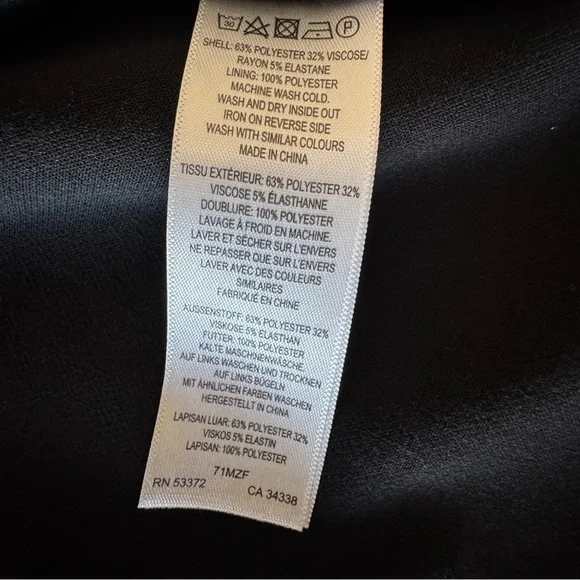 30
P
SHELL: 63% POLYESTER 32% VISCOSE/
RAYON 5% ELASTANE
LINING: 100% POLYESTER
MACHINE WASH COLD.
WASH AND DRY INSIDE OUT
IRON ON REVERSE SIDE
WASH WITH SIMILAR COLOURS
MADE IN CHINA
TISSU EXTÉRIEUR: 63% POLYESTER 32%
VISCOSE 5% ÉLASTHANNE
DOUBLURE: 100% POLYESTER
LAVAGE À FROID EN MACHINE.
LAVER ET SÉCHER SUR L'ENVERS
NE REPASSER QUE SUR L'ENVERS
LAVER AVEC DES COULEURS
SIMILAIRES
FABRIQUÉ EN CHINE
AUSSENSTOFF: 63% POLYESTER 32%
VISKOSE 5% ELASTHAN
FUTTER: 100% POLYESTER
KALTE MASCHINENWÄSCHE
AUF LINKS WASCHEN UND TROCKNEN
AUF LINKS BÜGELN
MIT ÄHNLICHEN FARBEN WASCHEN
HERGESTELLT IN CHINA
LAPISAN LUAR: 63% POLYESTER 32%
VISKOS 5% ELASTIN
LAPISAN: 100% POLYESTER
71MZF
RN 53372 CA 34338